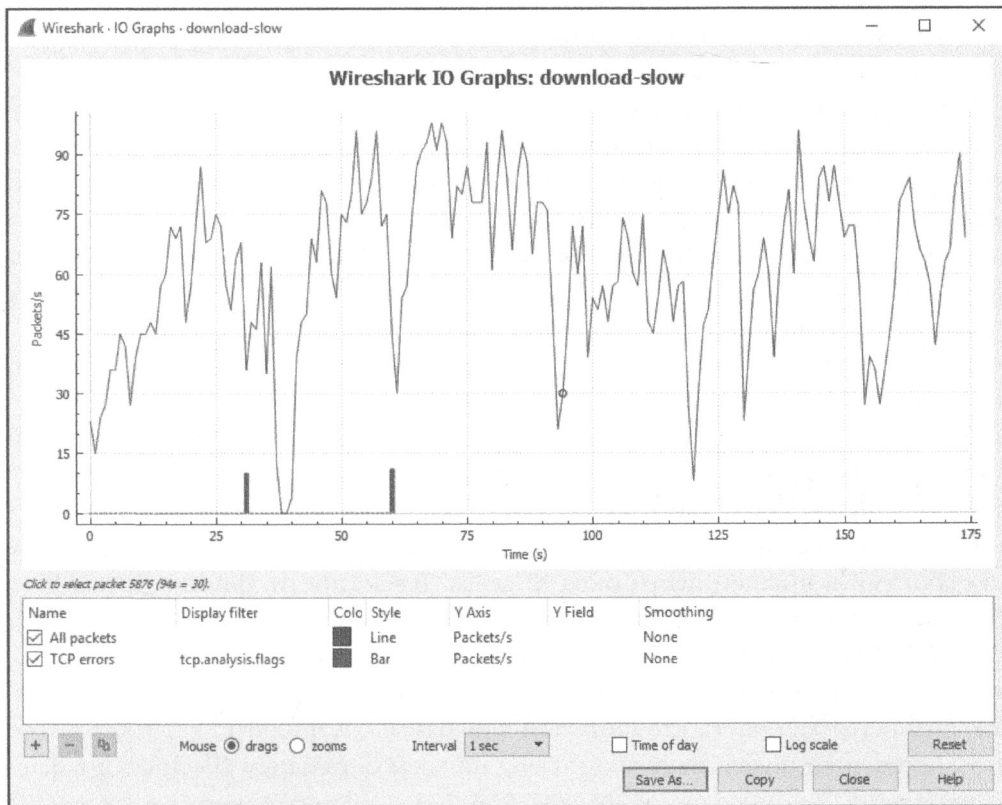 Wireshark · IO Graphs · download-slow
Wireshark IO Graphs: download-slow
Packets/s
90
75
60
45
30
15
0
0 25 50 75 100 125 150 175
Time (s)
Click to select packet 5876 (94s = 30).
Name Display filter Colo Style Y Axis Y Field Smoothing
All packets Line Packets/s None
TCP errors tcp.analysis.flags Bar Packets/s None
+ − Mouse drags zooms Interval 1 sec Time of day Log scale Reset
Save As... Copy Close Help